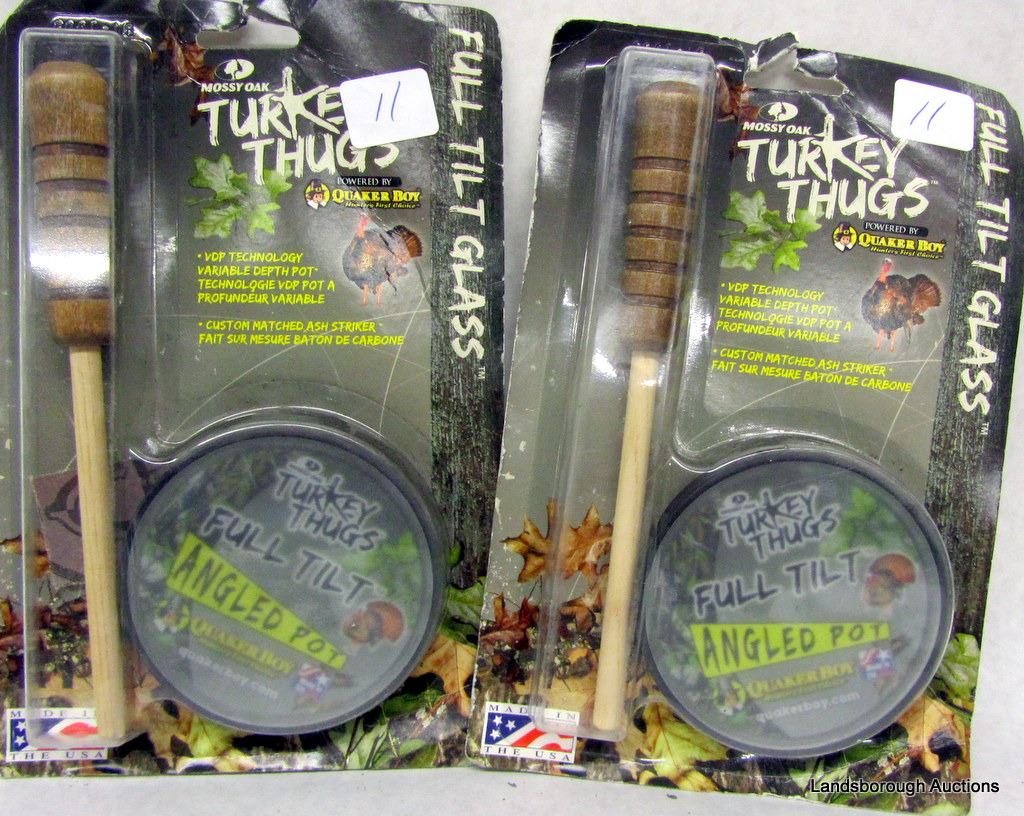 MOSSY OAK
TURKEY
THUGS
11
POWERED BY
QUAKER BOY
Hunters First Choice
• VDP TECHNOLOGY
VARIABLE DEPTH POT
TECHNOLOGIE VDP POT A
PROFUNDEUR VARIABLE
• CUSTOM MATCHED ASH STRIKER
FAIT SUR MESURE BATON DE CARBONE
FULL TILT GLASS™
TURKEY
THUGS
FULL TILT
ANGLED POT
QUAKER BOY
quakerboy.com
MADE IN
THE USA
MOSSY OAK
TURKEY
THUGS™
11
POWERED BY
QUAKER BOY
Hunters First Choice
• VDP TECHNOLOGY
VARIABLE DEPTH POT
TECHNOLOGIE VDP POT A
PROFUNDEUR VARIABLE
• CUSTOM MATCHED ASH STRIKER
FAIT SUR MESURE BATON DE CARBONE
FULL TILT GLASS™
TURKEY
THUGS
FULL TILT
ANGLED POT
QUAKER BOY
quakerboy.com
MADE IN
THE USA
Landsborough Auctions